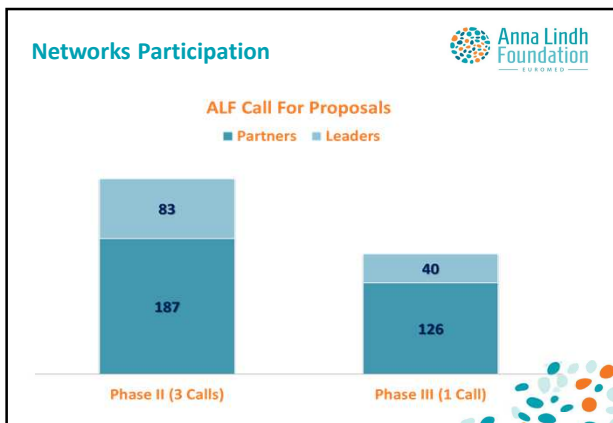 Networks Participation
Anna Lindh
Foundation
EUROMED
ALF Call For Proposals
Partners Leaders
83
187
40
126
Phase II (3 Calls) Phase III (1 Call)